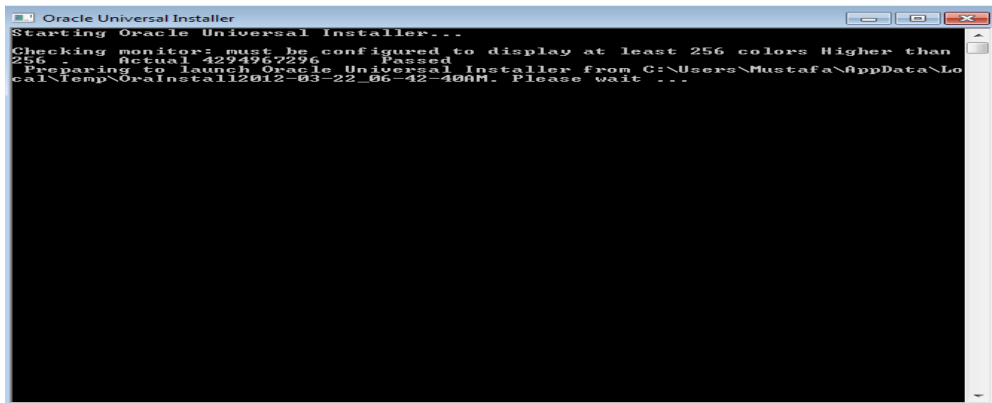 Oracle Universal Installer
Starting Oracle Universal Installer...
Checking monitor: must be configured to display at least 256 colors Higher than
256 .    Actual 4294967296    Passed
Preparing to launch Oracle Universal Installer from C:\Users\Mustafa\AppData\Lo
cal\Temp\OraInstall2012-03-22_06-42-40AM. Please wait ...